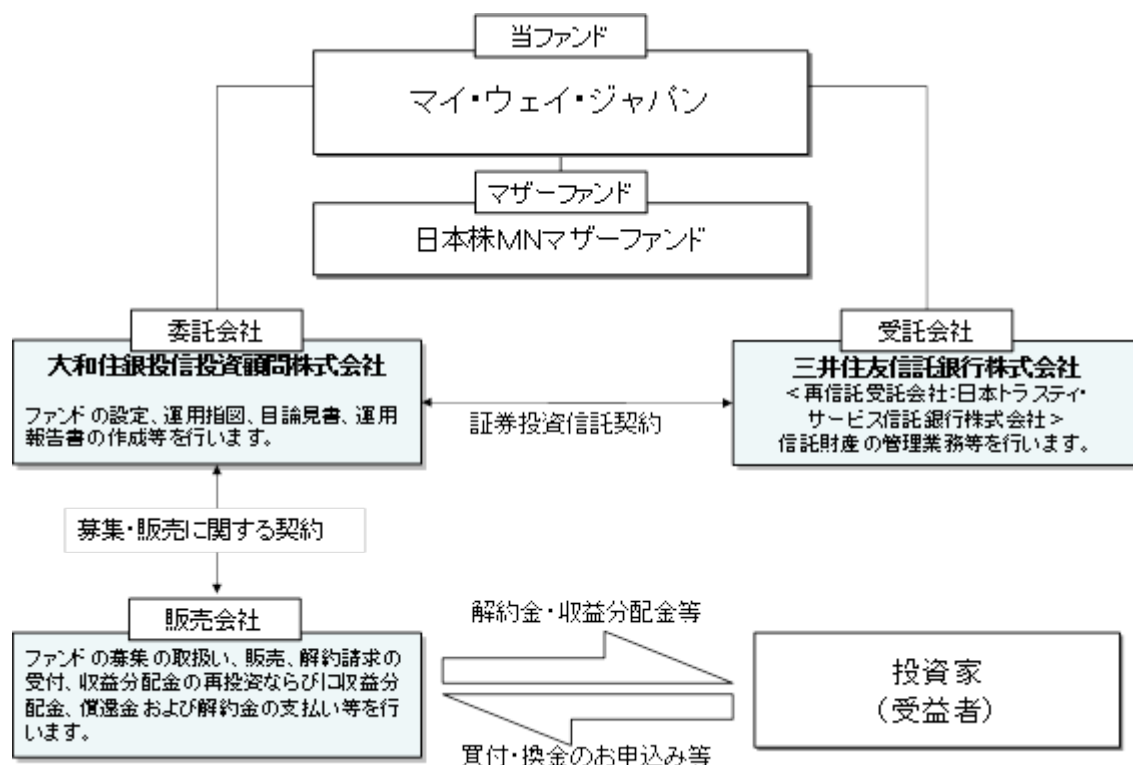 当ファンド
マイ・ウェイ・ジャパン
マザーファンド
日本株MNマザーファンド
委託会社
大和住銀投信投資顧問株式会社
ファンドの設定、運用指図、目論見書、運用
報告書の作成等を行います。
証券投資信託契約
受託会社
三井住友信託銀行株式会社
<再信託受託会社:日本トラスティ・
サービス信託銀行株式会社>
信託財産の管理業務等を行います。
募集・販売に関する契約
販売会社
ファンドの募集の取扱い、販売、解約請求の
受付、収益分配金の再投資ならびに収益分
配金、償還金および解約金の支払い等を行
います。
解約金・収益分配金等
買付・換金のお申込み等
投資家
(受益者)